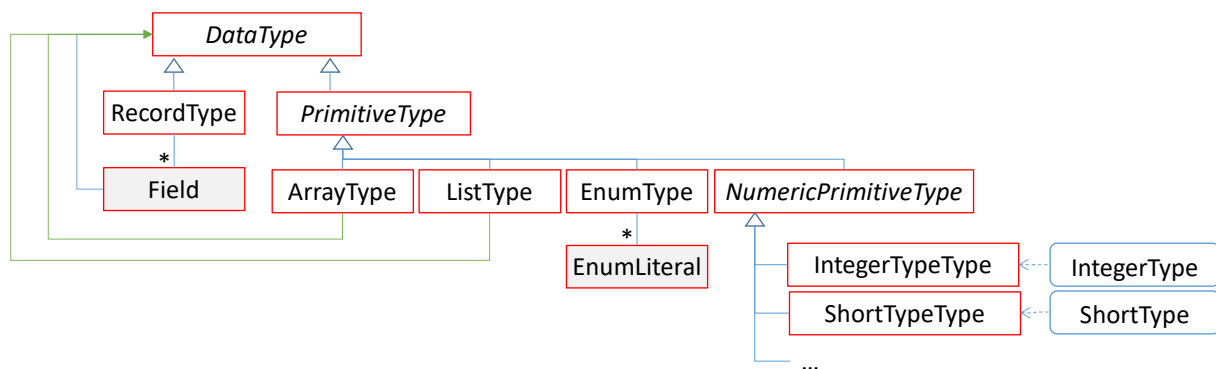 DataType
RecordType
PrimitiveType
*
Field
ArrayType
ListType
EnumType
NumericPrimitiveType
*
EnumLiteral
IntegerTypeType
IntegerType
ShortTypeType
ShortType
...